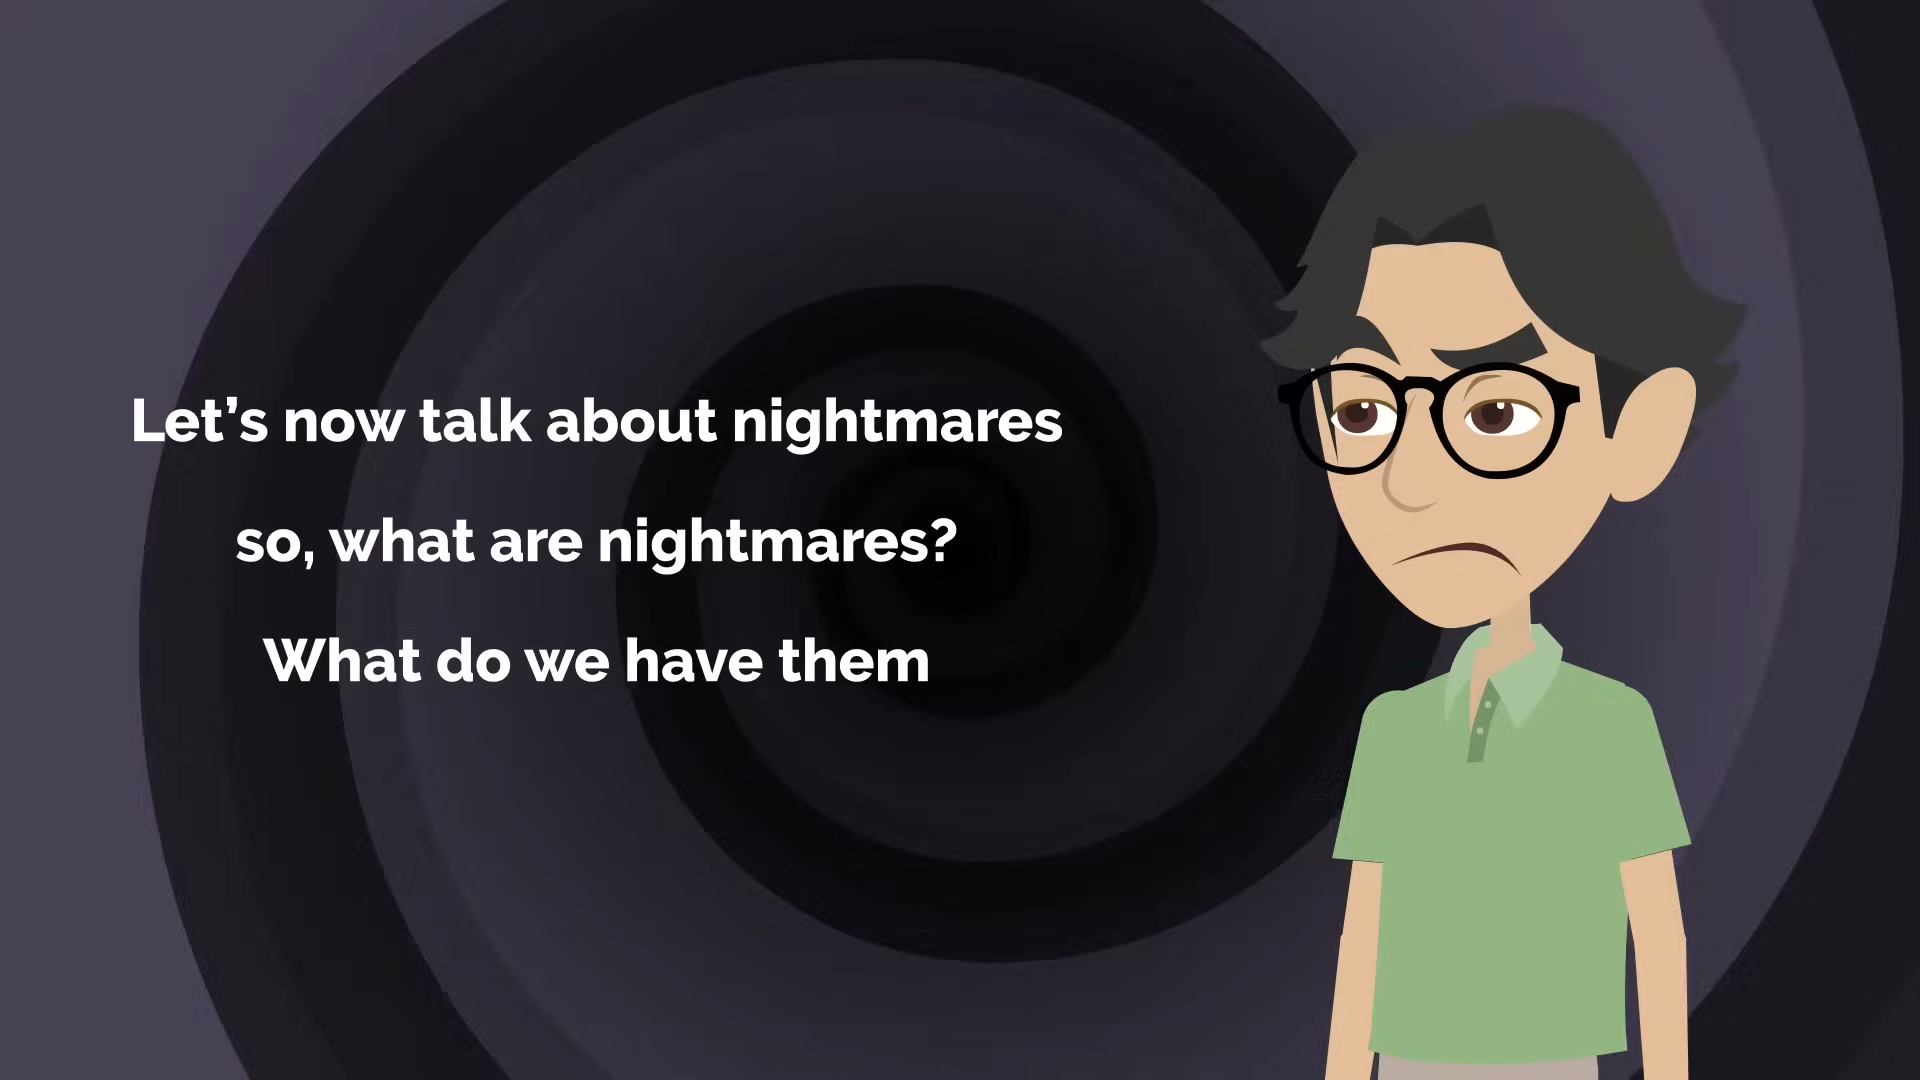 Let’s now talk about nightmares
so, what are nightmares?
What do we have them